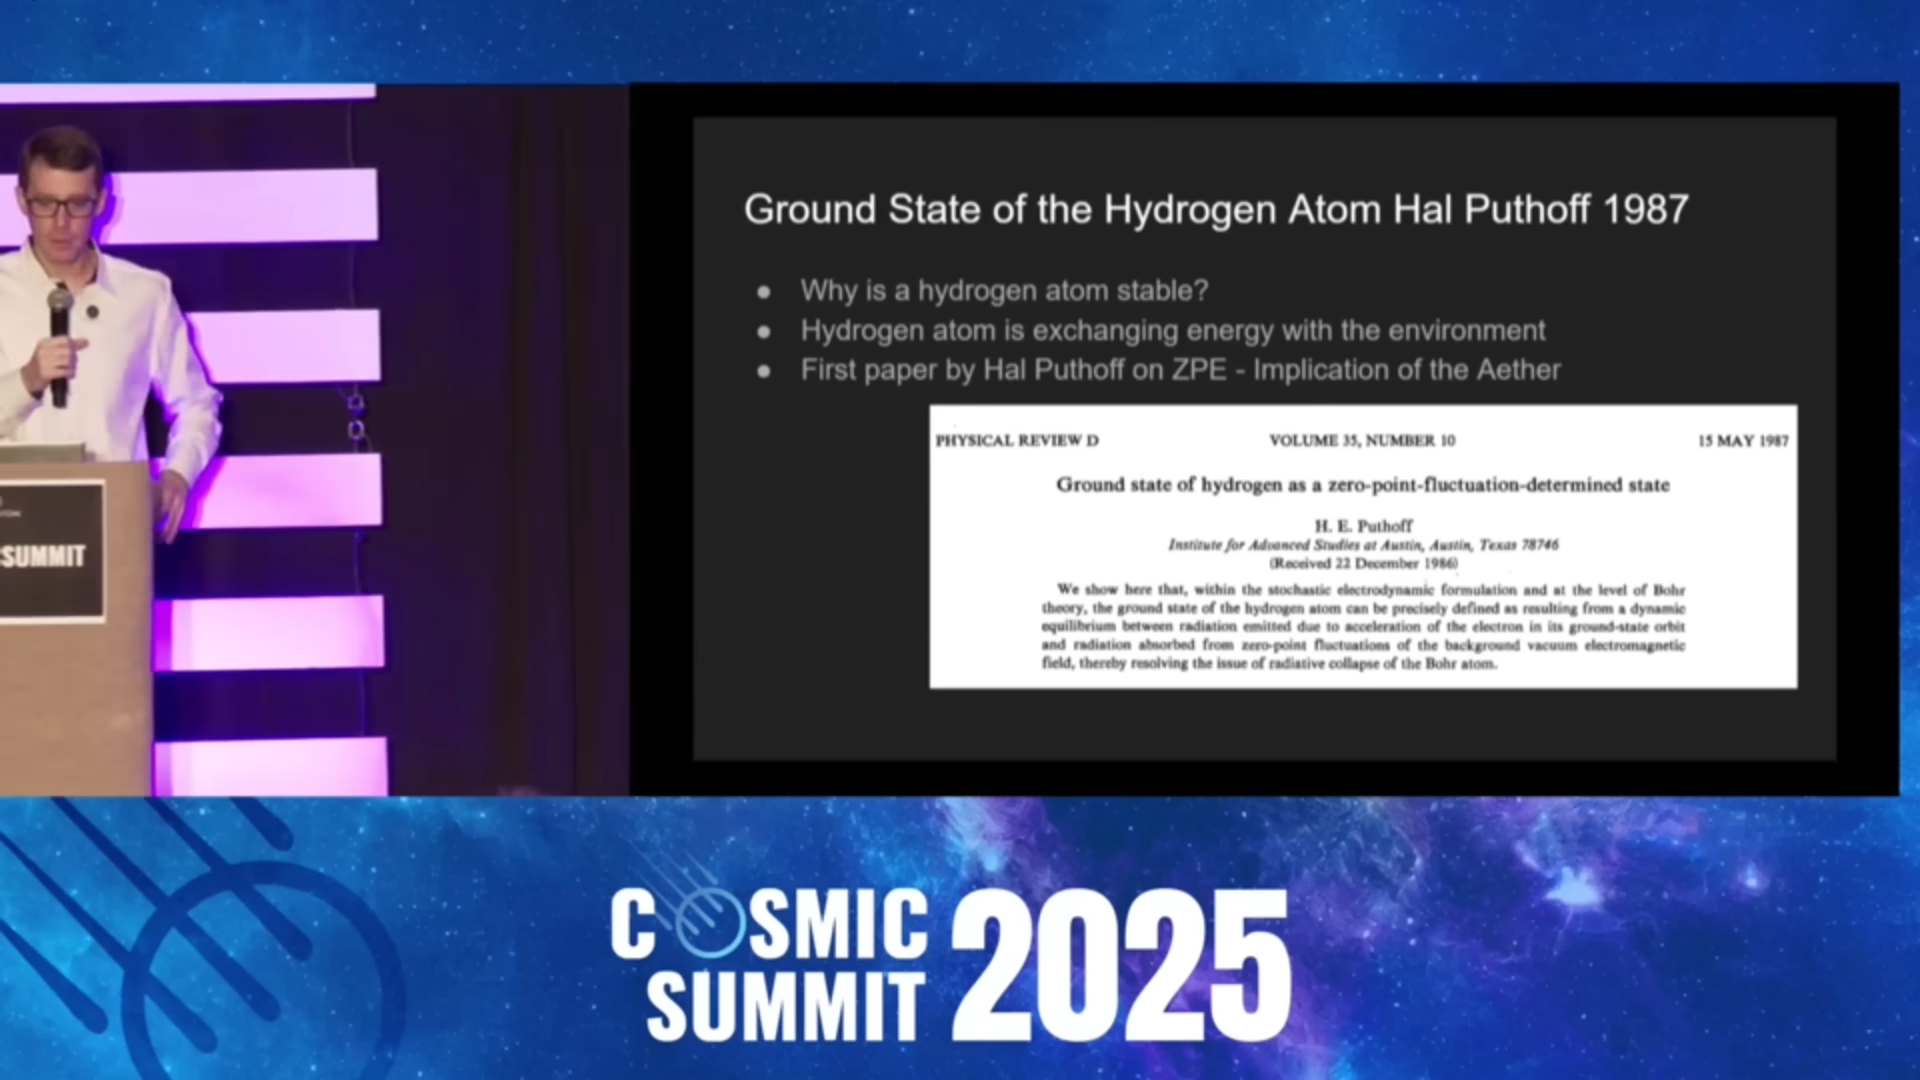 Ground State of the Hydrogen Atom Hal Puthoff 1987
● Why is a hydrogen atom stable?
● Hydrogen atom is exchanging energy with the environment
● First paper by Hal Puthoff on ZPE - Implication of the Aether
PHYSICAL REVIEW D VOLUME 35, NUMBER 10 15 MAY 1987
Ground state of hydrogen as a zero-point-fluctuation-determined state
H. E. Puthoff
Institute for Advanced Studies at Austin, Austin, Texas 78746
(Received 22 December 1986)
We show here that, within the stochastic electrodynamic formulation and at the level of Bohr
theory, the ground state of the hydrogen atom can be precisely defined as resulting from a dynamic
equilibrium between radiation emitted due to acceleration of the electron in its ground-state orbit
and radiation absorbed from zero-point fluctuations of the background vacuum electromagnetic
field, thereby resolving the issue of radiative collapse of the Bohr atom.
SUMMIT
COSMIC
SUMMIT 2025